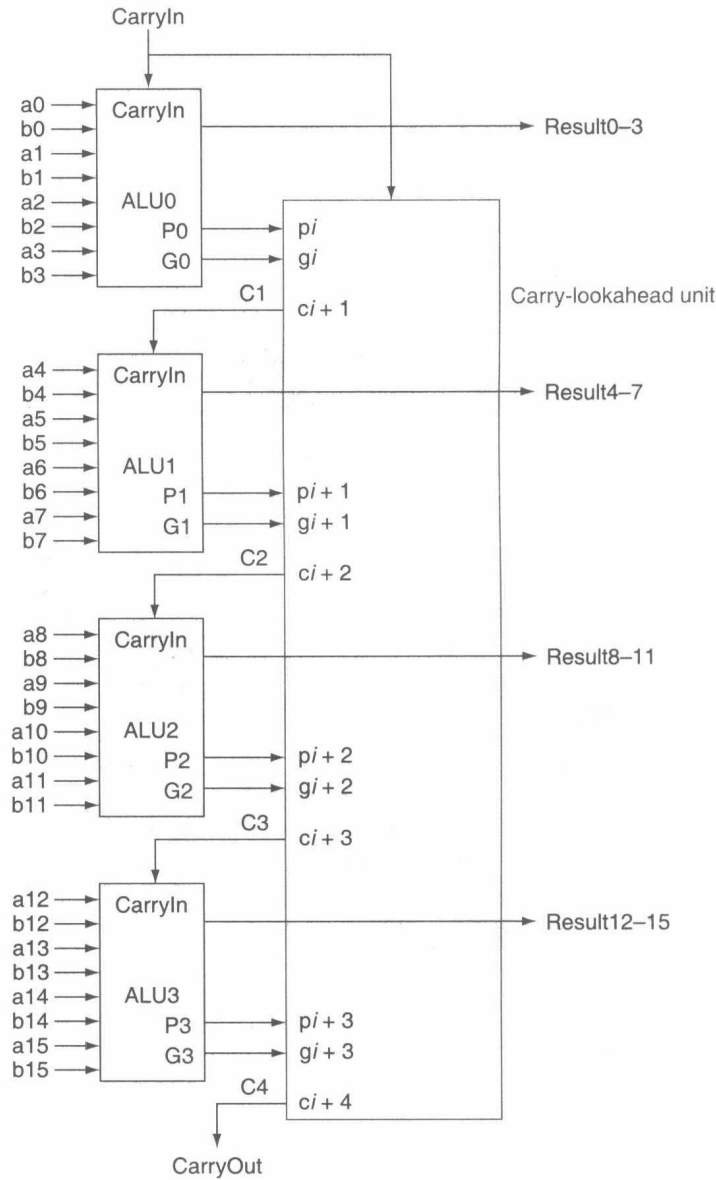 CarryIn
a0
b0
a1
b1
a2
b2
a3
b3
CarryIn
ALU0
P0
G0
Result0–3
pi
gi
C1
ci + 1
Carry-lookahead unit
a4
b4
a5
b5
a6
b6
a7
b7
CarryIn
ALU1
P1
G1
Result4–7
pi + 1
gi + 1
C2
ci + 2
a8
b8
a9
b9
a10
b10
a11
b11
CarryIn
ALU2
P2
G2
Result8–11
pi + 2
gi + 2
C3
ci + 3
a12
b12
a13
b13
a14
b14
a15
b15
CarryIn
ALU3
P3
G3
Result12–15
pi + 3
gi + 3
C4
ci + 4
CarryOut